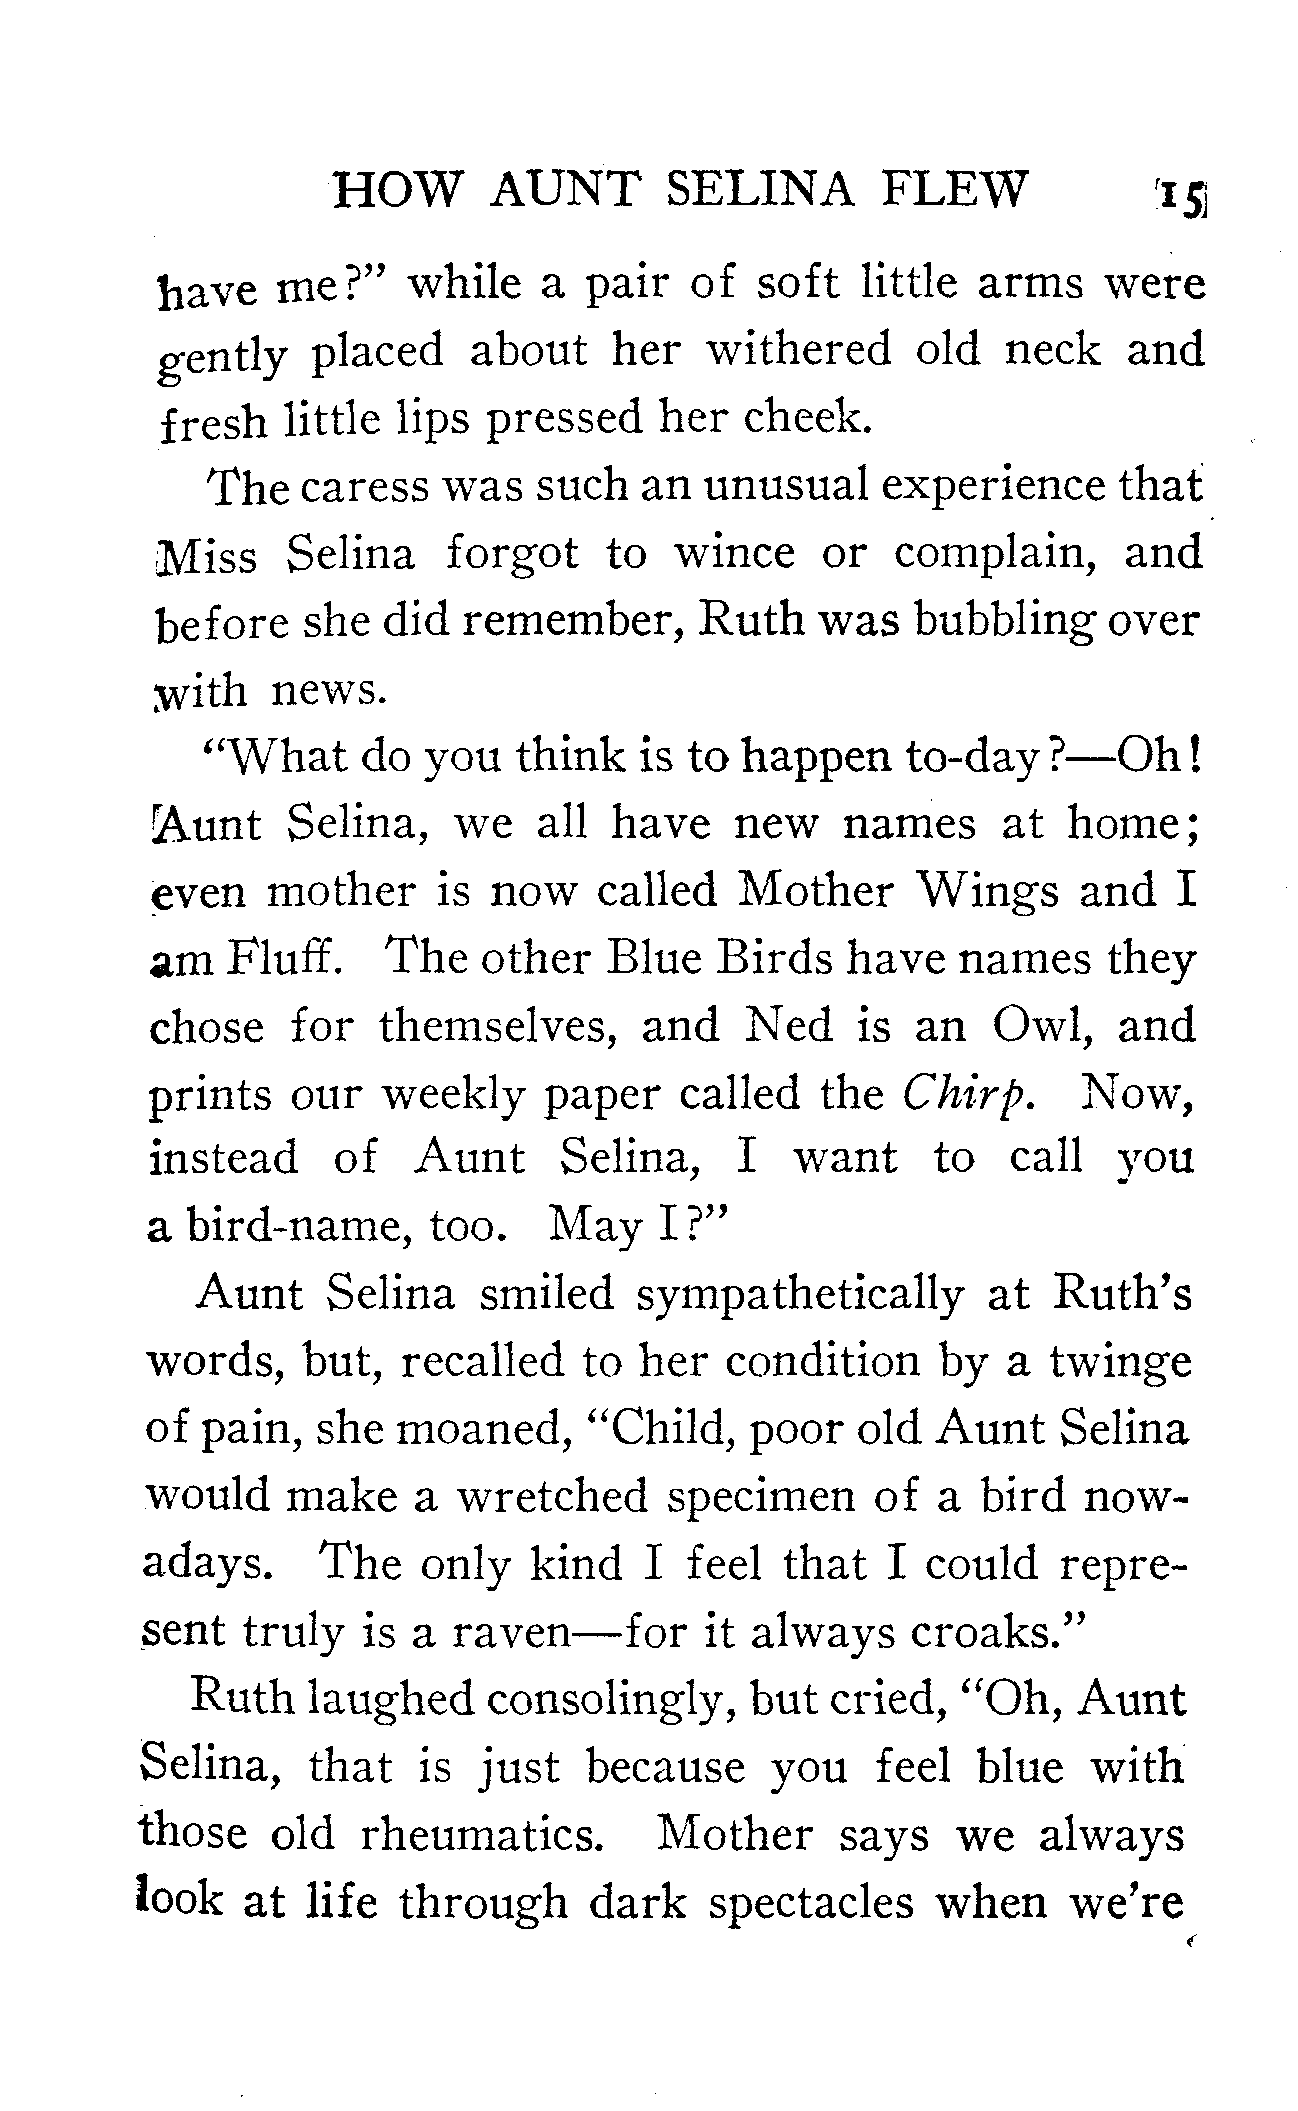 HOW AUNT SELINA FLEW 15
have me?” while a pair of soft little arms were
gently placed about her withered old neck and
fresh little lips pressed her cheek.
The caress was such an unusual experience that
Miss Selina forgot to wince or complain, and
before she did remember, Ruth was bubbling over
with news.
“What do you think is to happen to-day?—Oh!
Aunt Selina, we all have new names at home;
even mother is now called Mother Wings and I
am Fluff. The other Blue Birds have names they
chose for themselves, and Ned is an Owl, and
prints our weekly paper called the Chirp. Now,
instead of Aunt Selina, I want to call you
a bird-name, too. May I?”
Aunt Selina smiled sympathetically at Ruth’s
words, but, recalled to her condition by a twinge
of pain, she moaned, “Child, poor old Aunt Selina
would make a wretched specimen of a bird now-
adays. The only kind I feel that I could repre-
sent truly is a raven—for it always croaks.”
Ruth laughed consolingly, but cried, “Oh, Aunt
Selina, that is just because you feel blue with
those old rheumatics. Mother says we always
look at life through dark spectacles when we’re